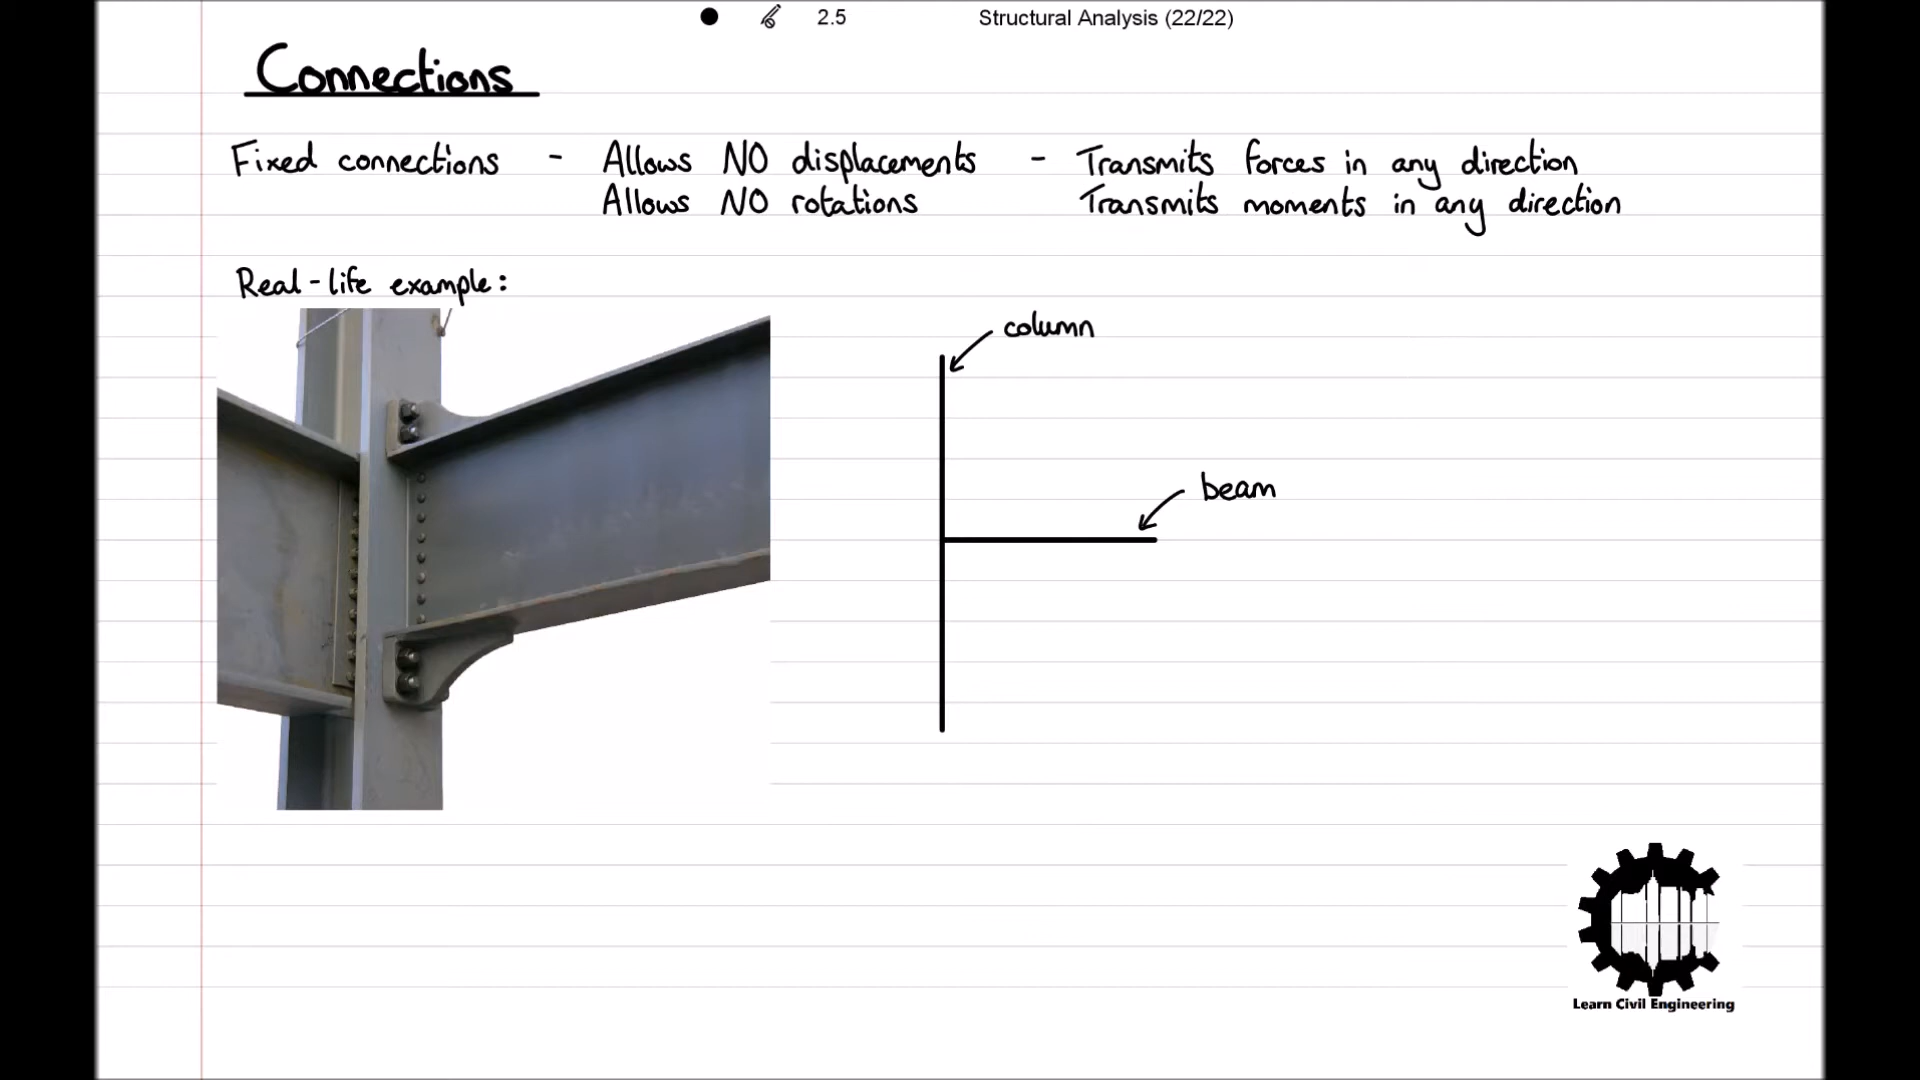 2.5 Structural Analysis (22/22)
Connections
Fixed connections - Allows NO displacements - Transmits forces in any direction
Allows NO rotations Transmits moments in any direction
Real-life example:
column
beam
Learn Civil Engineering